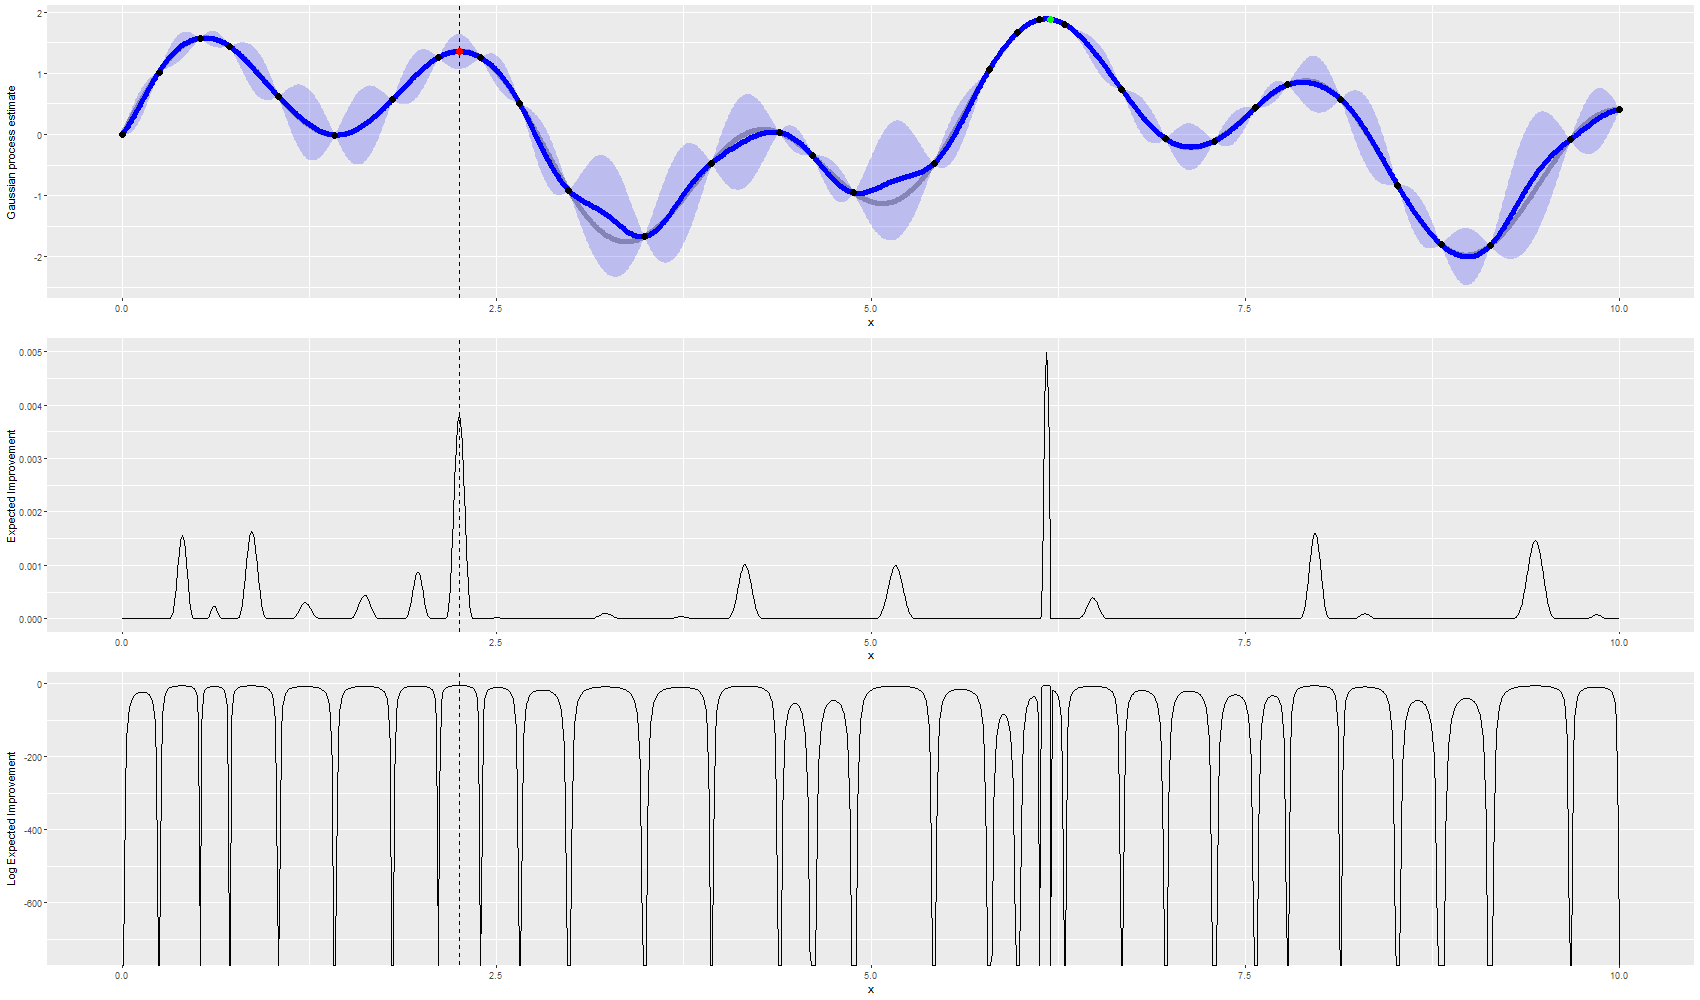 Gaussian process estimate
2
1
0
-1
-2
0.0 2.5 5.0 7.5 10.0
x
Expected Improvement
0.005
0.004
0.003
0.002
0.001
0.000
0.0 2.5 5.0 7.5 10.0
x
Log Expected Improvement
0
-200
-400
-600
0.0 2.5 5.0 7.5 10.0
x